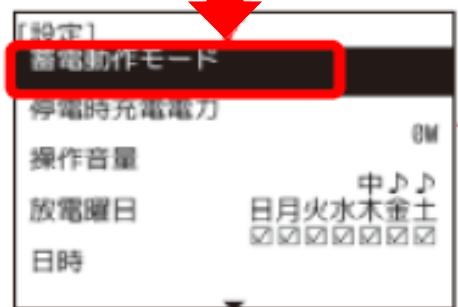 [設定]
蓄電動作モード
停電時充電電力
0W
操作音量
中♪♪
放電曜日 日月火水木金土
☑☑☑☑☑☑☑
日時